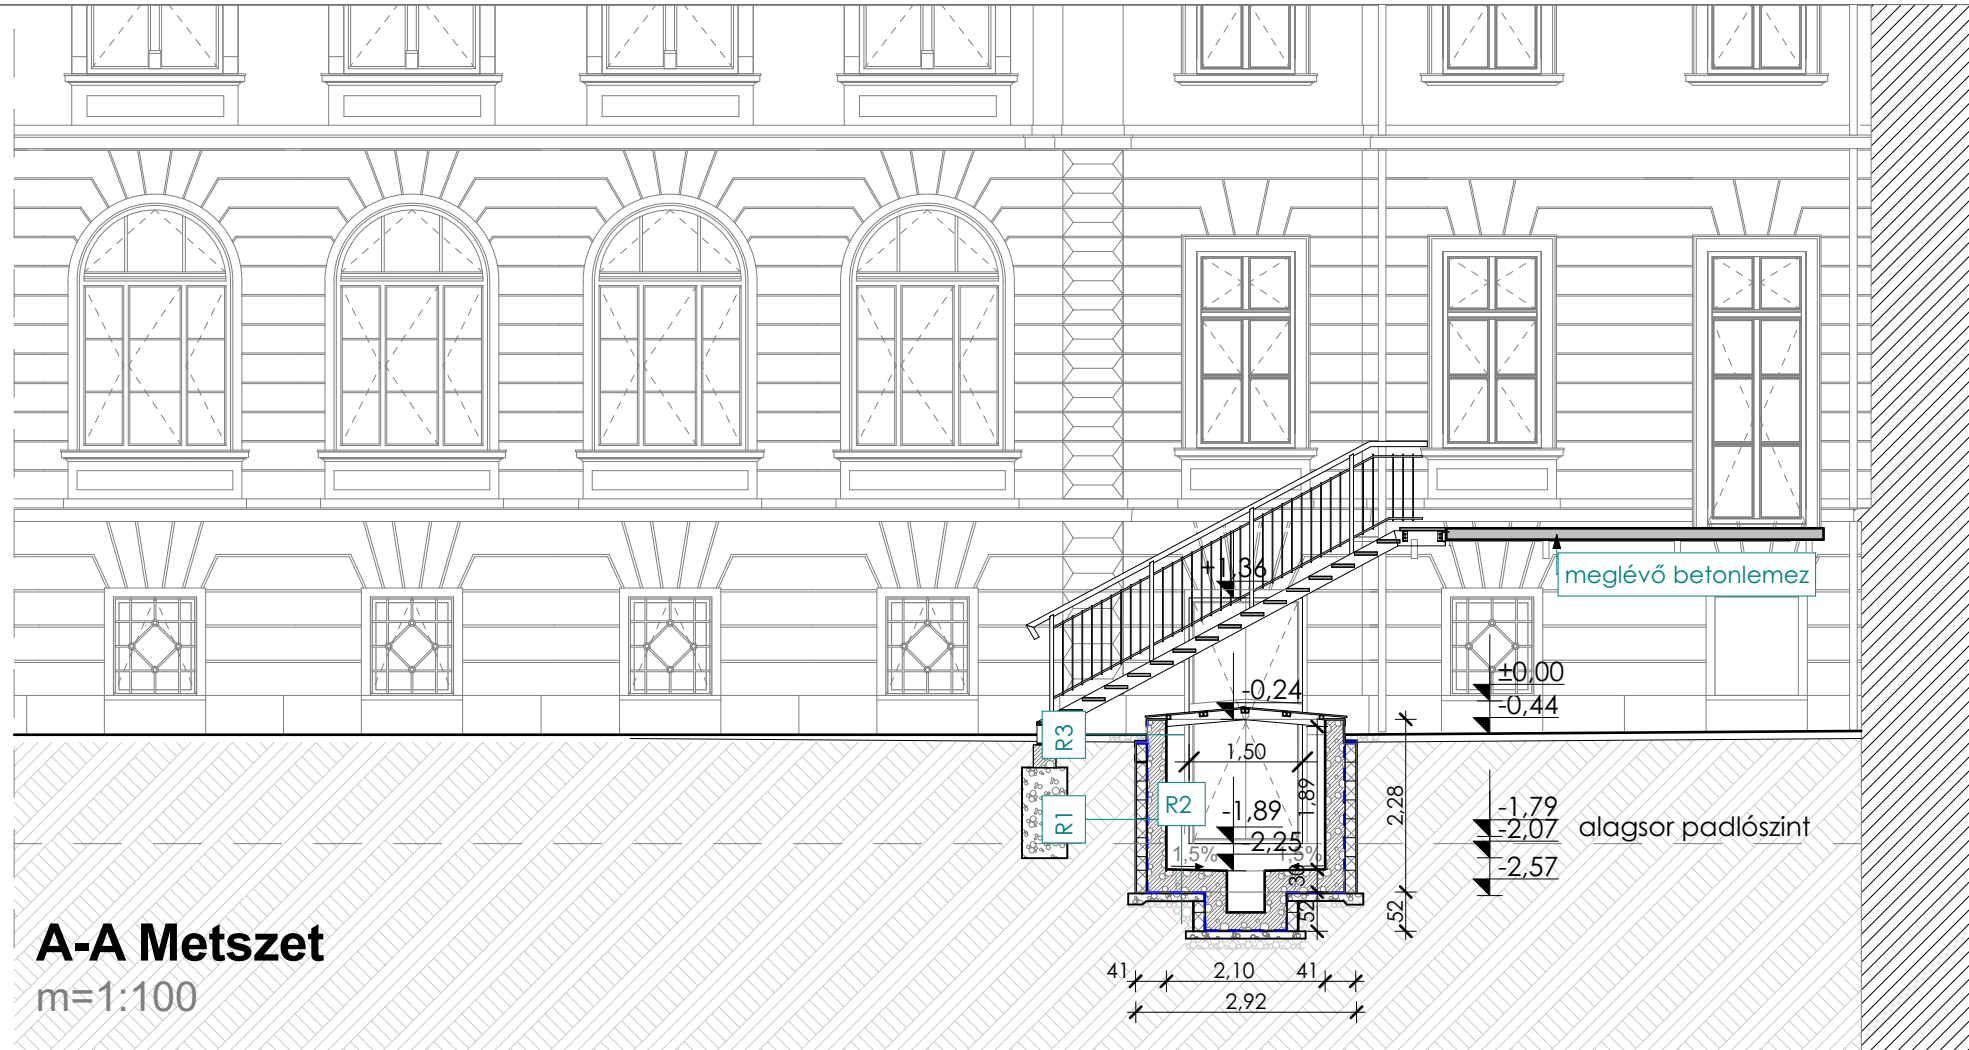 +1,36
meglévő betonlemez
±0,00
-0,24
-0,44
R3
1,50
R1
R2
1,89
2,28
-1,89
-1,79
-2,07 alagsor padlószint
-2,25
1,5%
1,5%
-2,57
30
52
52
A-A Metszet
m=1:100
41
2,10
41
2,92